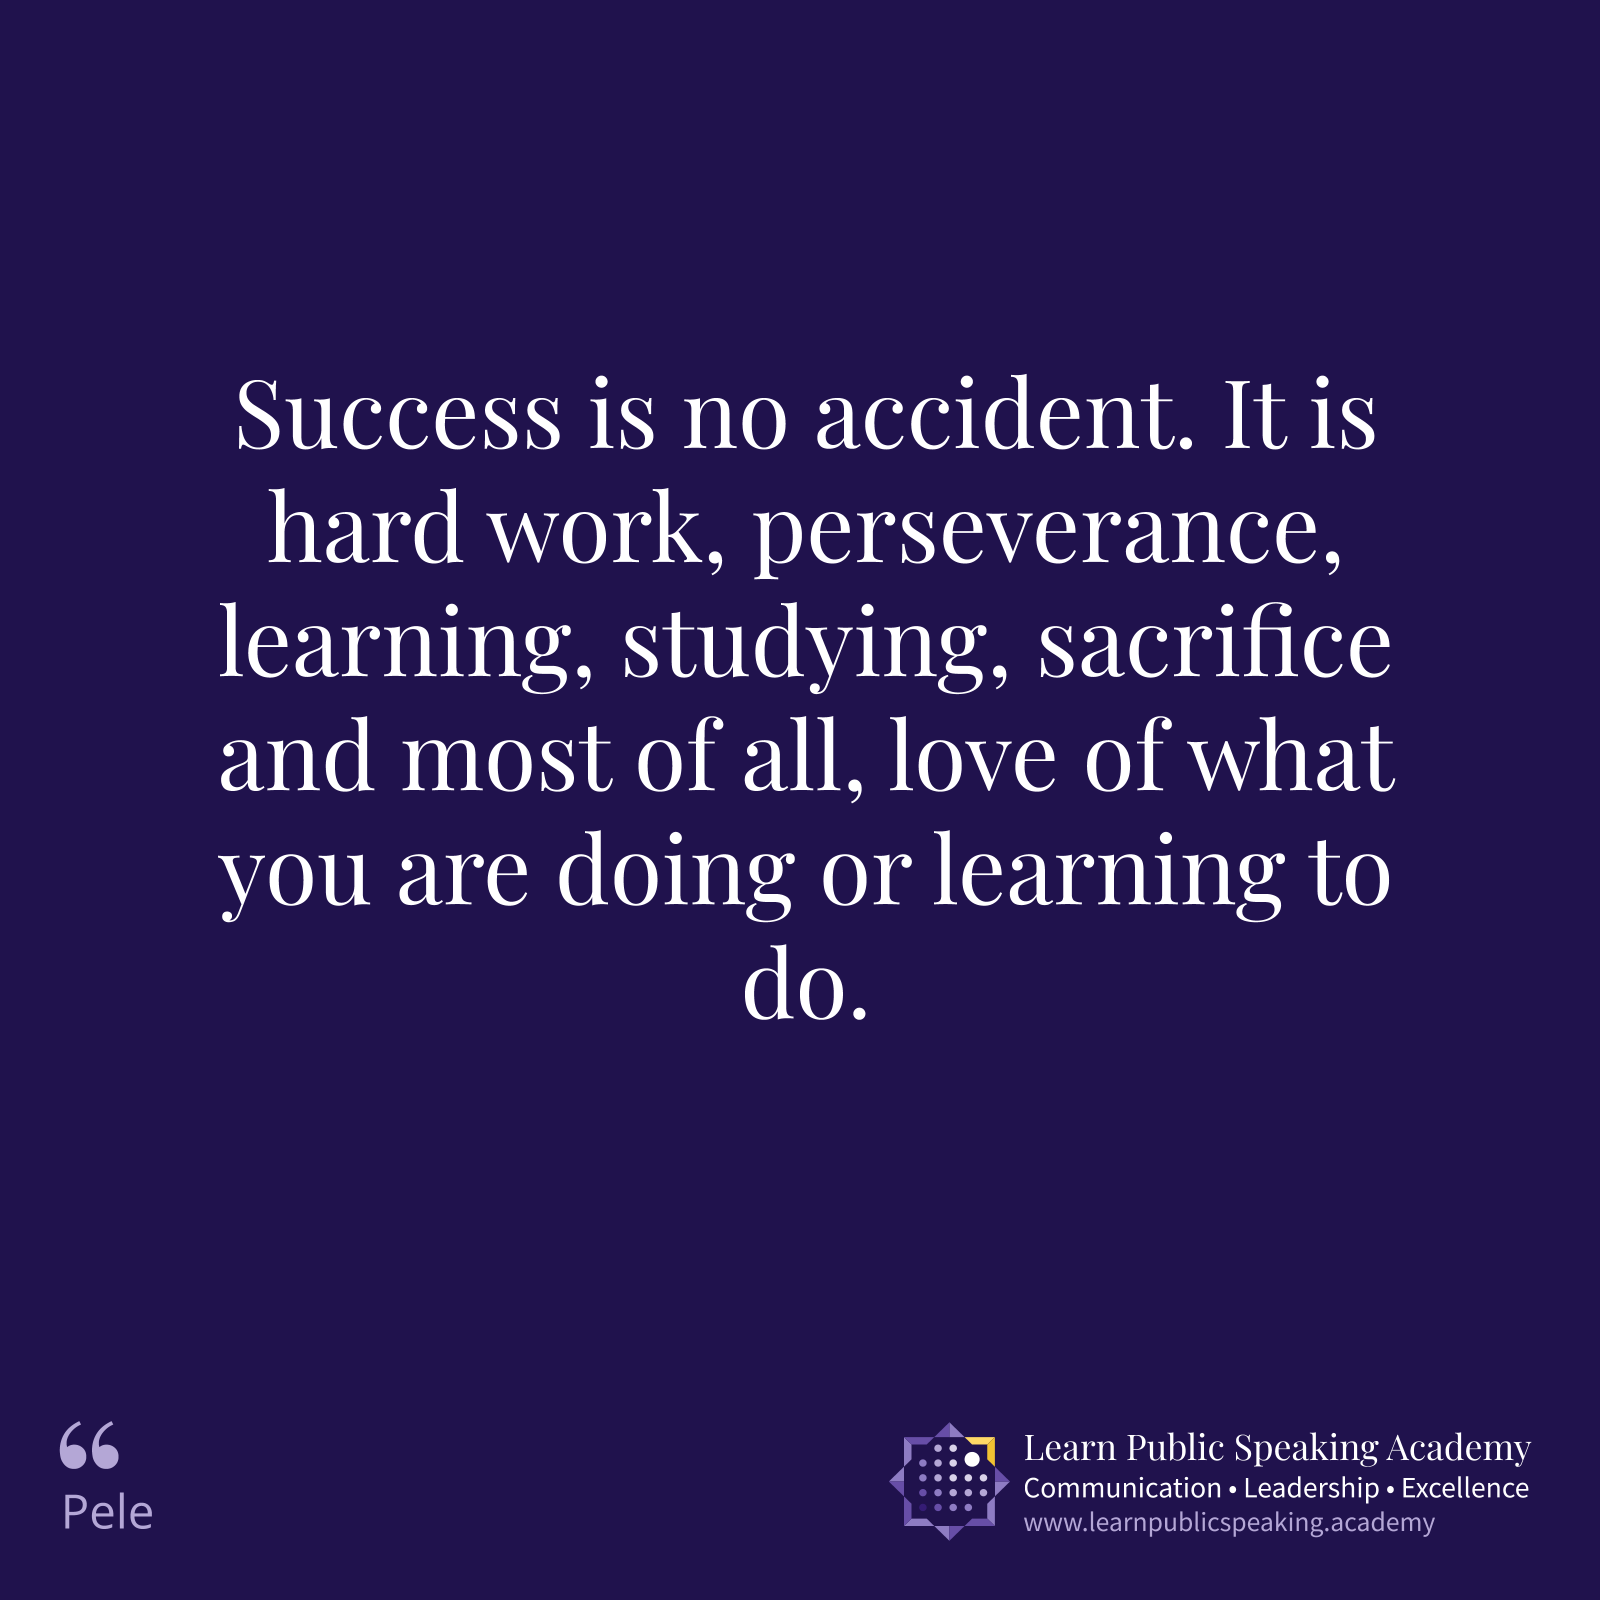 Success is no accident. It is
hard work, perseverance,
learning, studying, sacrifice
and most of all, love of what
you are doing or learning to
do.
“
Pele
Learn Public Speaking Academy
Communication • Leadership • Excellence
www.learnpublicspeaking.academy